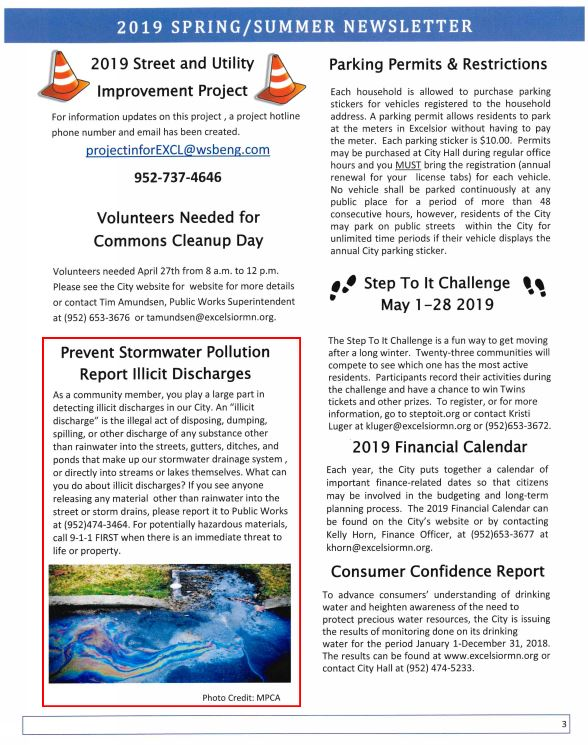 2019 SPRING/SUMMER NEWSLETTER
2019 Street and Utility
Improvement Project
For information updates on this project , a project hotline
phone number and email has been created.
projectinforEXCL@wsbeng.com
952-737-4646
Volunteers Needed for
Commons Cleanup Day
Volunteers needed April 27th from 8 a.m. to 12 p.m.
Please see the City website for website for more details
or contact Tim Amundsen, Public Works Superintendent
at (952) 653-3676 or tamundsen@excelsiormn.org.
Prevent Stormwater Pollution
Report Illicit Discharges
As a community member, you play a large part in
detecting illicit discharges in our City. An “illicit
discharge” is the illegal act of disposing, dumping,
spilling, or other discharge of any substance other
than rainwater into the streets, gutters, ditches, and
ponds that make up our stormwater drainage system ,
or directly into streams or lakes themselves. What can
you do about illicit discharges? If you see anyone
releasing any material other than rainwater into the
street or storm drains, please report it to Public Works
at (952)474-3464. For potentially hazardous materials,
call 9-1-1 FIRST when there is an immediate threat to
life or property.
Photo Credit: MPCA
Parking Permits & Restrictions
Each household is allowed to purchase parking
stickers for vehicles registered to the household
address. A parking permit allows residents to park
at the meters in Excelsior without having to pay
the meter. Each parking sticker is $10.00. Permits
may be purchased at City Hall during regular office
hours and you MUST bring the registration (annual
renewal for your license tabs) for each vehicle.
No vehicle shall be parked continuously at any
public place for a period of more than 48
consecutive hours, however, residents of the City
may park on public streets within the City for
unlimited time periods if their vehicle displays the
annual City parking sticker.
Step To It Challenge
May 1–28 2019
The Step To It Challenge is a fun way to get moving
after a long winter. Twenty-three communities will
compete to see which one has the most active
residents. Participants record their activities during
the challenge and have a chance to win Twins
tickets and other prizes. To register, or for more
information, go to steptoit.org or contact Kristi
Luger at kluger@excelsiormn.org or (952)653-3672.
2019 Financial Calendar
Each year, the City puts together a calendar of
important finance-related dates so that citizens
may be involved in the budgeting and long-term
planning process. The 2019 Financial Calendar can
be found on the City’s website or by contacting
Kelly Horn, Finance Officer, at (952)653-3677 at
khorn@excelsiormn.org.
Consumer Confidence Report
To advance consumers’ understanding of drinking
water and heighten awareness of the need to
protect precious water resources, the City is issuing
the results of monitoring done on its drinking
water for the period January 1-December 31, 2018.
The results can be found at www.excelsiormn.org or
contact City Hall at (952) 474-5233.
3